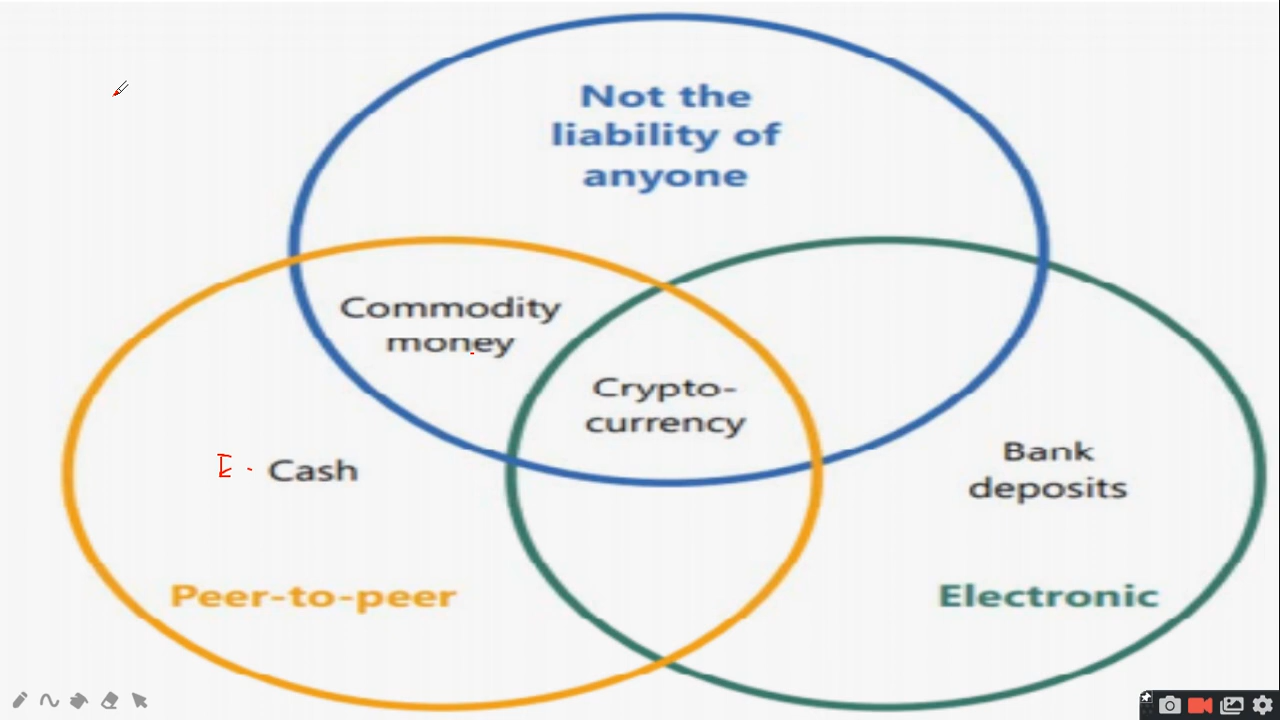 Not the
liability of
anyone
Commodity
money
Crypto-
currency
E. Cash
Bank
deposits
Peer-to-peer
Electronic